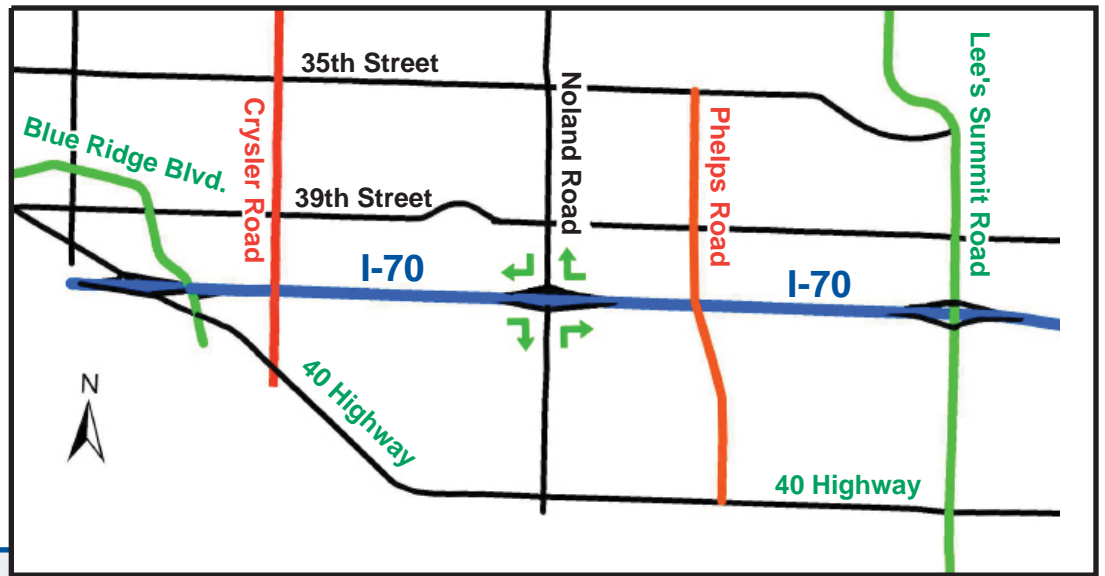 35th Street
Blue Ridge Blvd.
Crysler Road
Noland Road
Phelps Road
Lee's Summit Road
39th Street
I-70
I-70
N
40 Highway
40 Highway